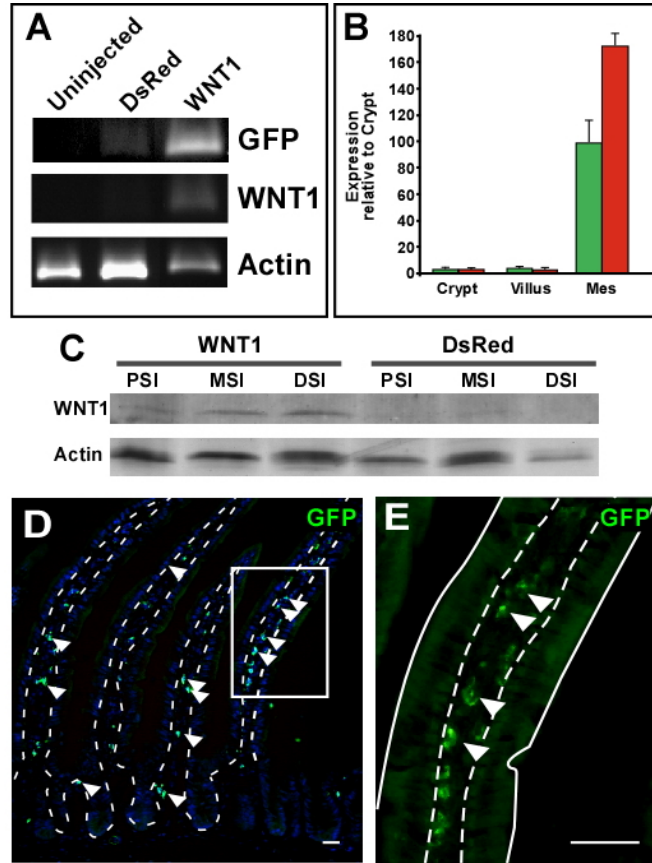 A
Uninjected
DsRed
WNT1
GFP
WNT1
Actin
B
Expression
relative to Crypt
180
160
140
120
100
80
60
40
20
0
Crypt Villus Mes
C
WNT1 DsRed
PSI MSI DSI PSI MSI DSI
WNT1
Actin
D
GFP
E
GFP